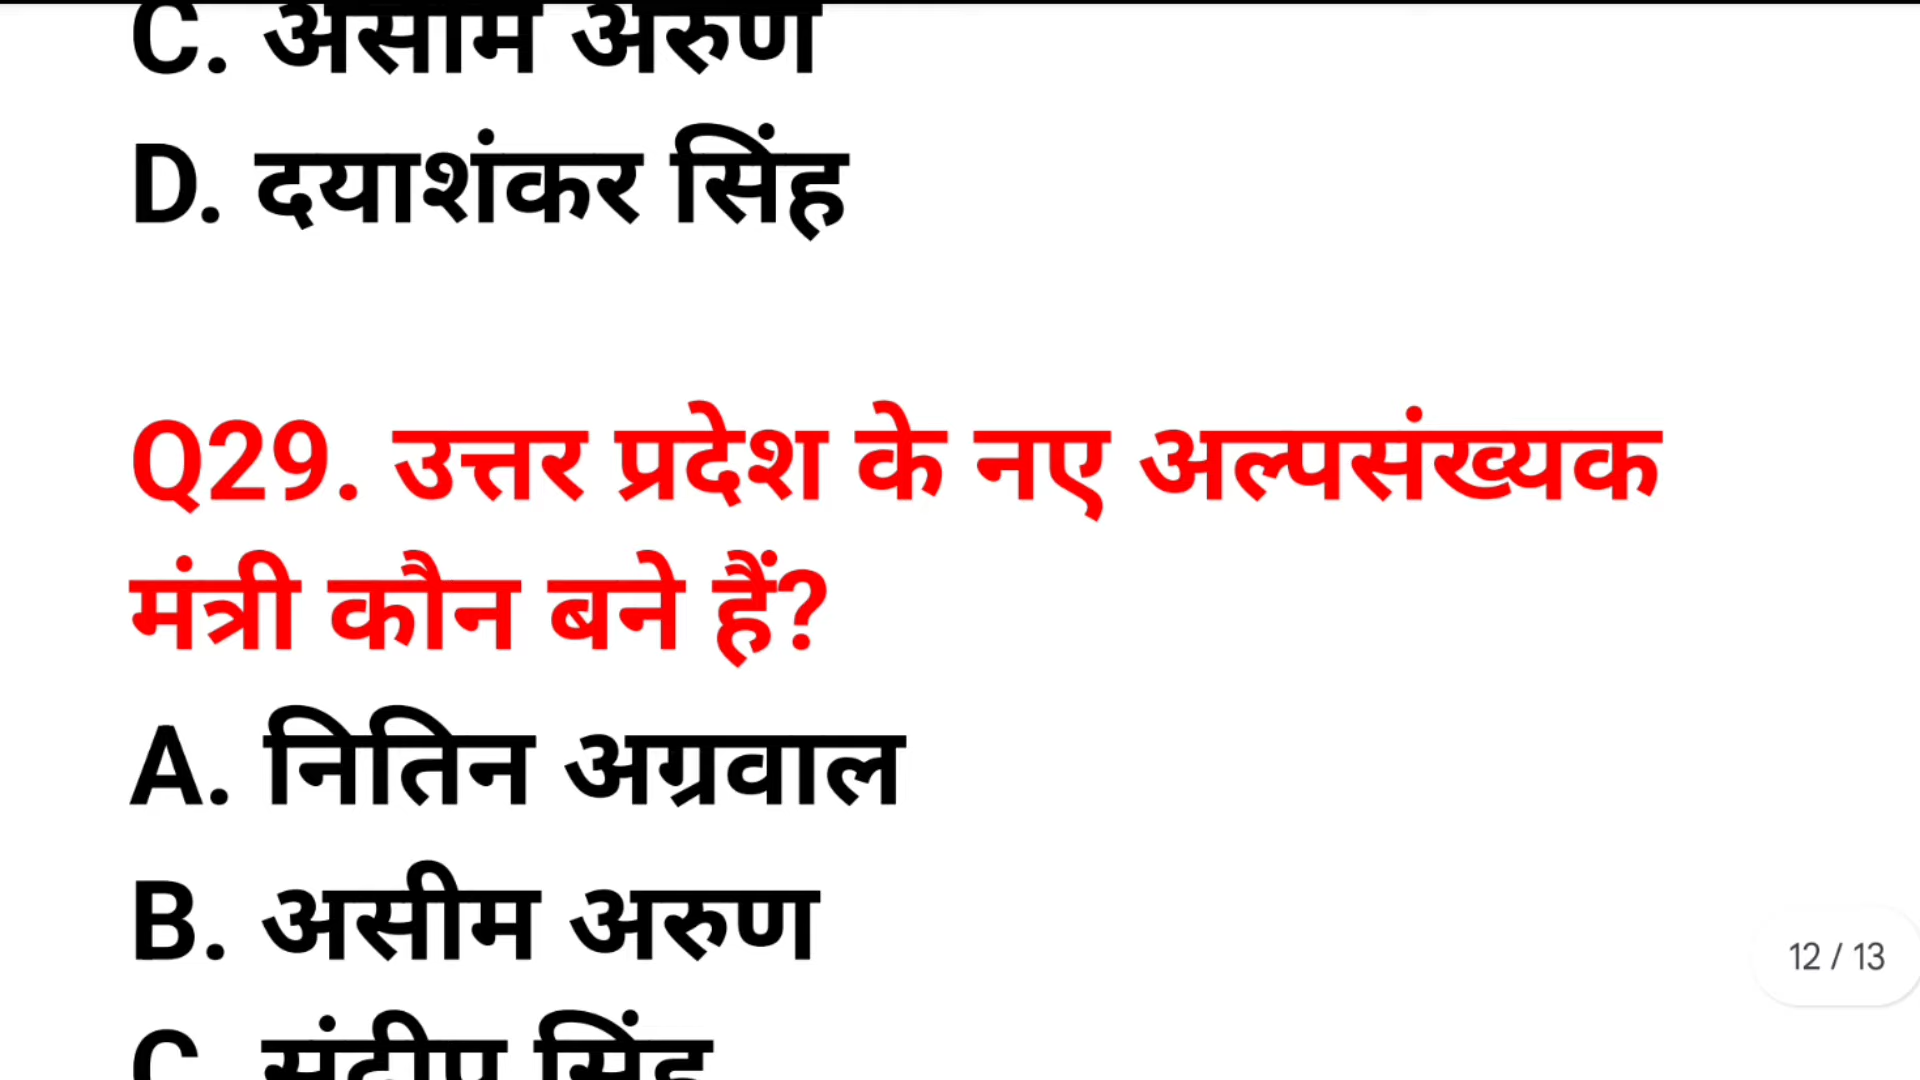 C. असीम अरुण
D. दयाशंकर सिंह
Q29. उत्तर प्रदेश के नए अल्पसंख्यक
मंत्री कौन बने हैं?
A. नितिन अग्रवाल
B. असीम अरुण
C. संदीप सिंह
12 / 13